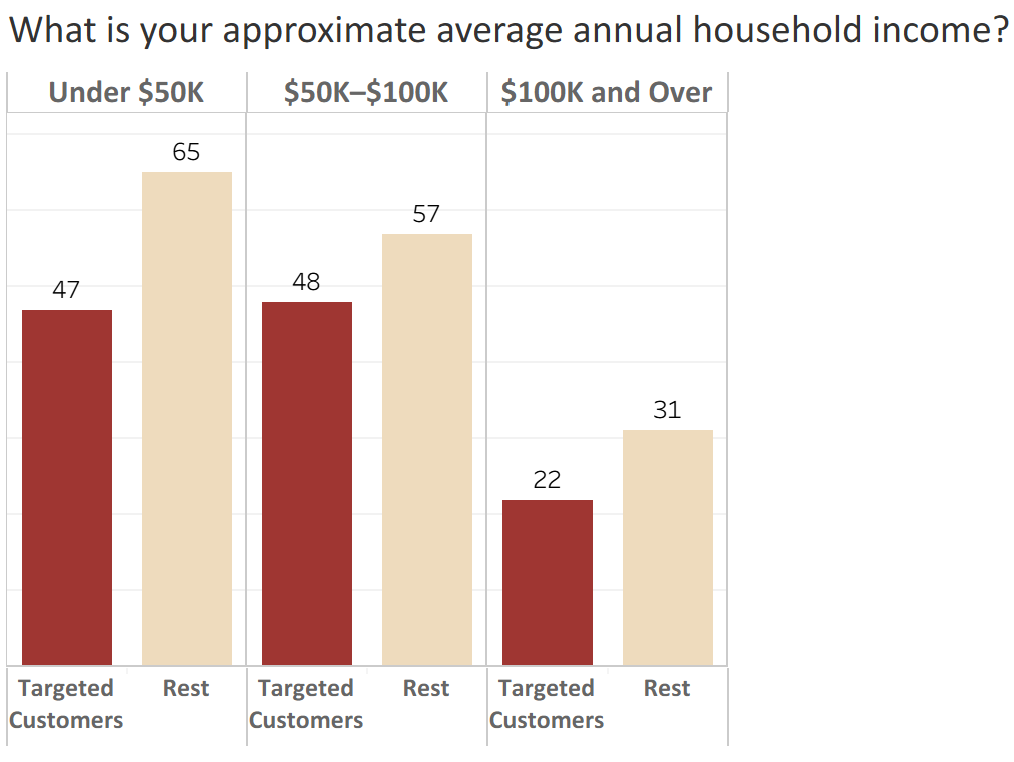 What is your approximate average annual household income?
Under $50K $50K–$100K $100K and Over
65
57
48
47
31
22
Targeted Customers Rest Targeted Customers Rest Targeted Customers Rest